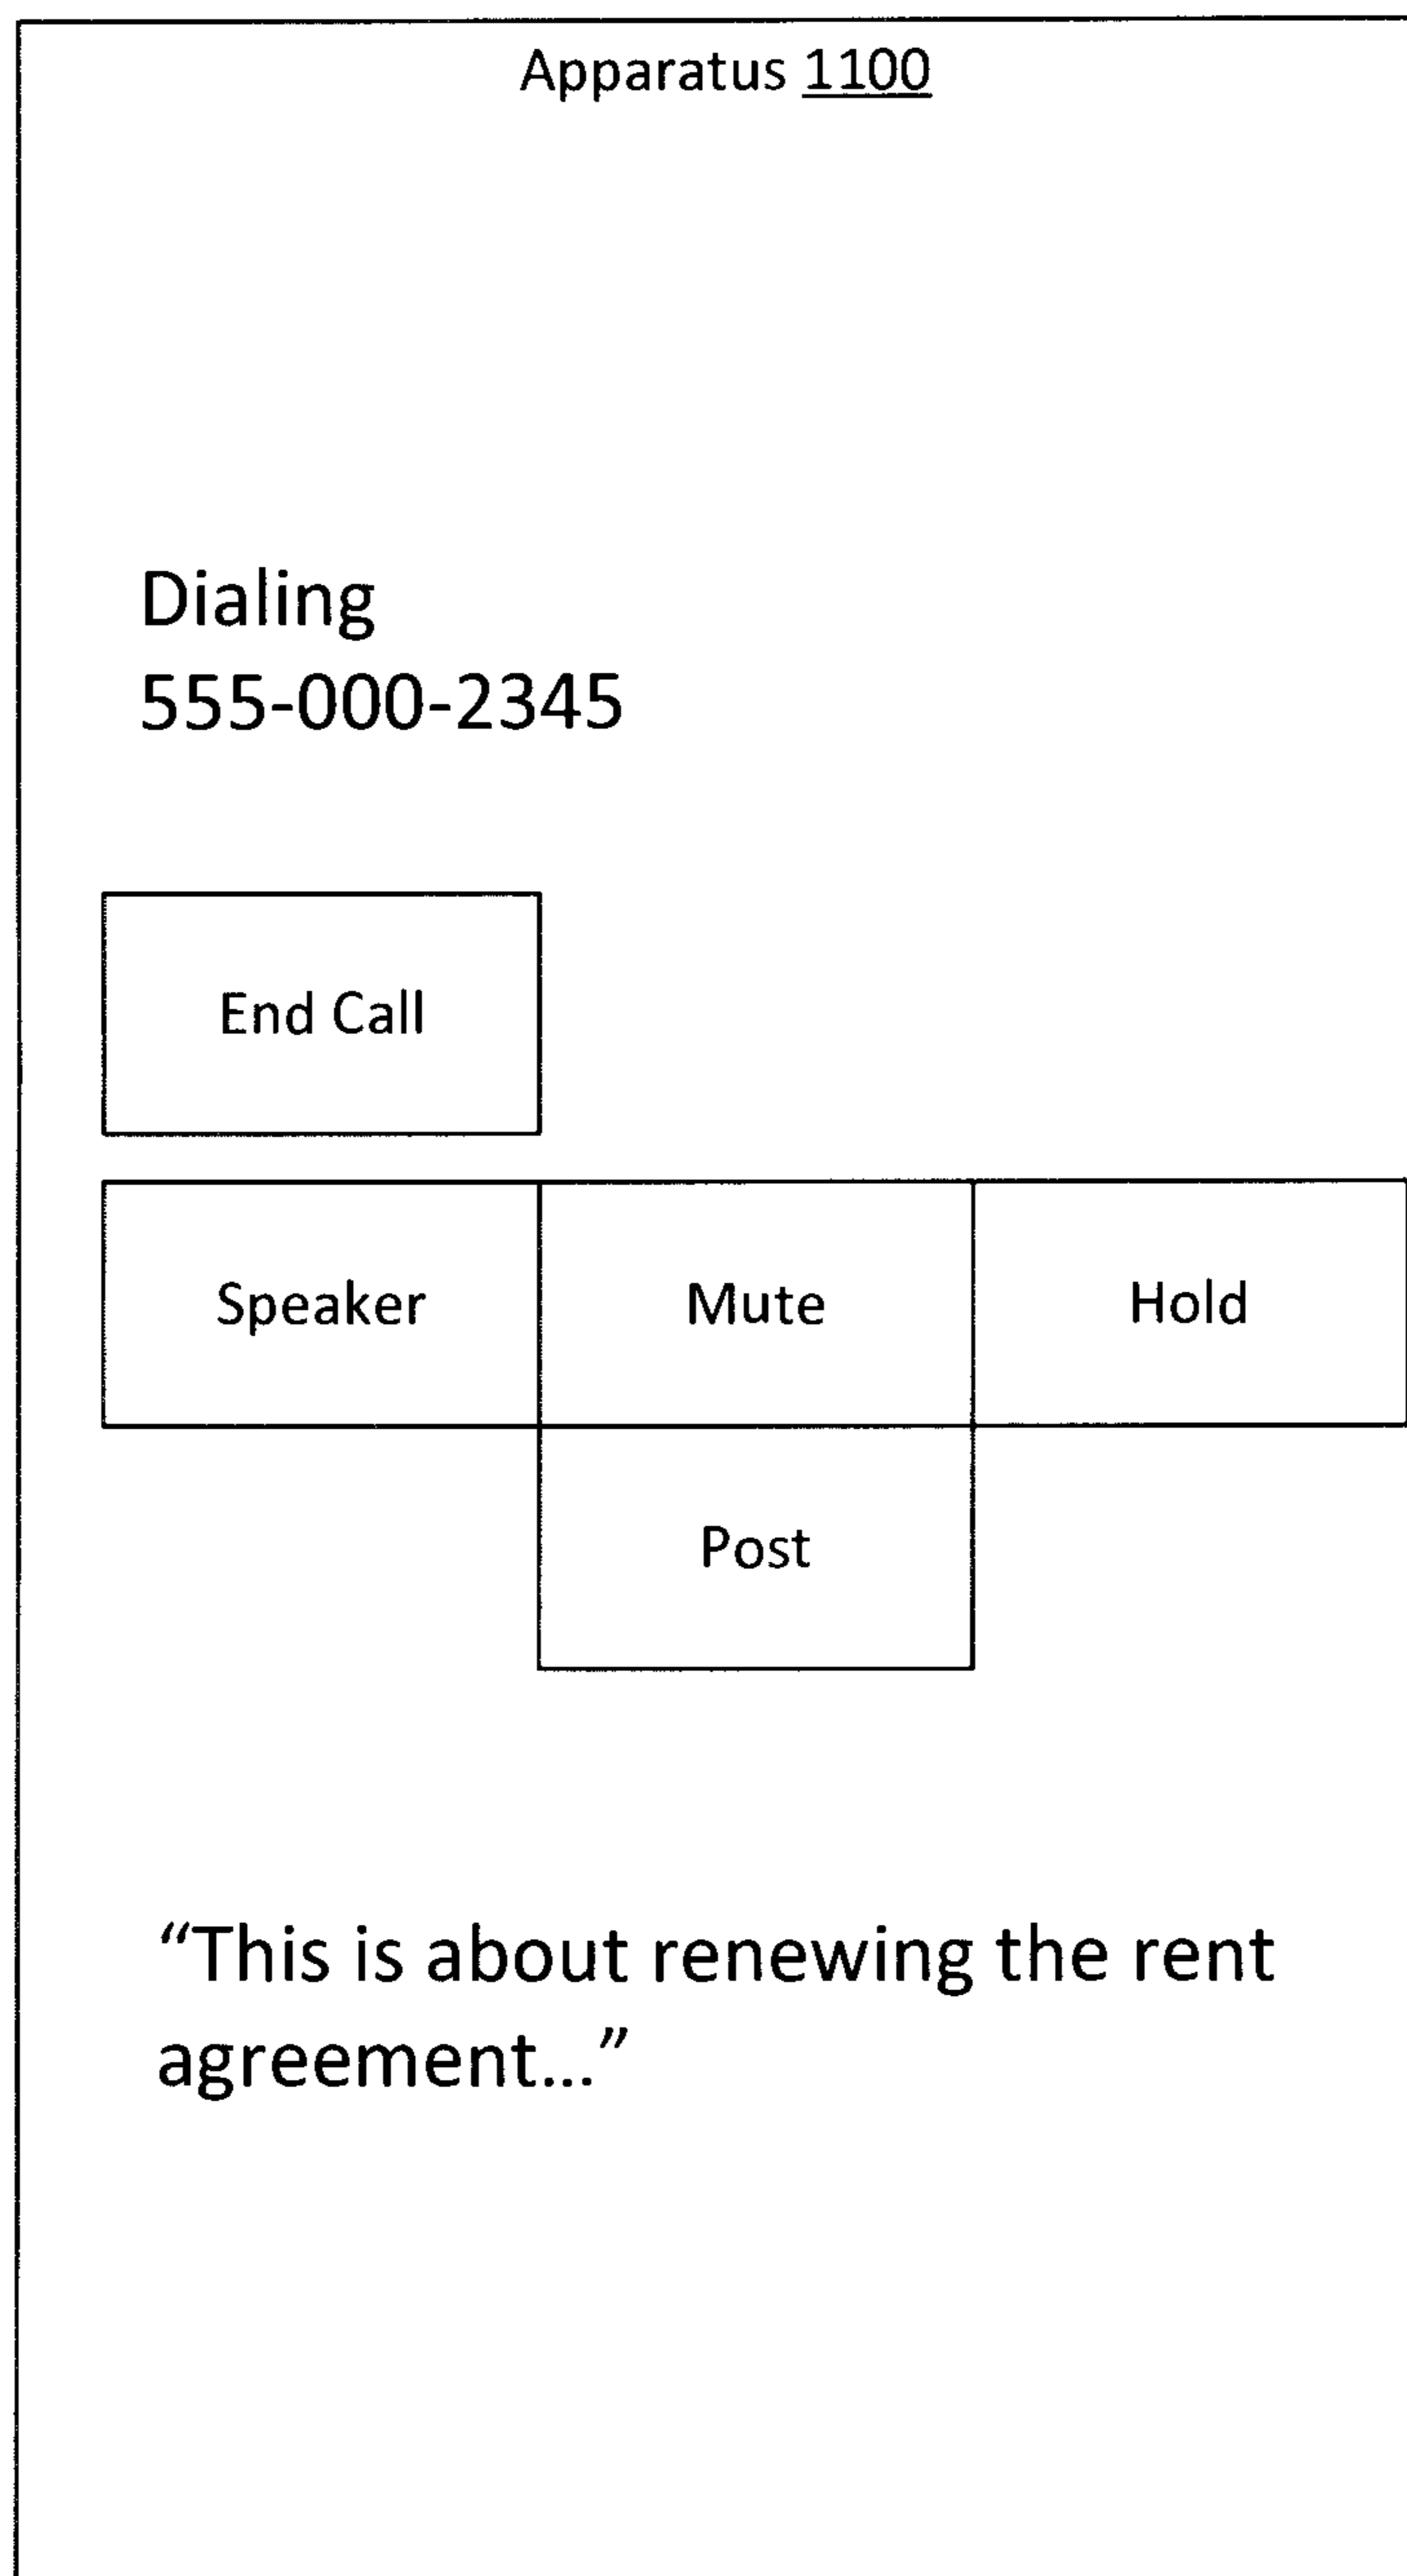 Apparatus 1100
Dialing
555-000-2345
End Call
Speaker Mute Hold
Post
“This is about renewing the rent
agreement...”